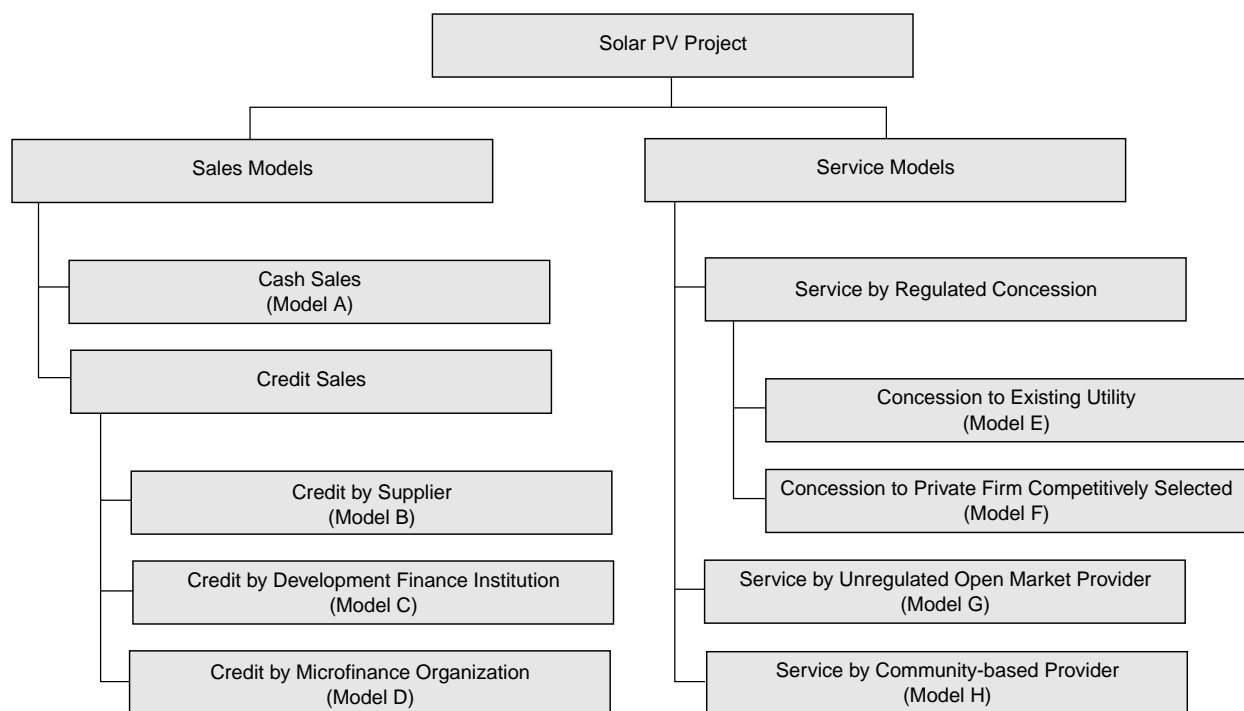 Solar PV Project
Sales Models
Cash Sales
(Model A)
Credit Sales
Credit by Supplier
(Model B)
Credit by Development Finance Institution
(Model C)
Credit by Microfinance Organization
(Model D)
Service Models
Service by Regulated Concession
Concession to Existing Utility
(Model E)
Concession to Private Firm Competitively Selected
(Model F)
Service by Unregulated Open Market Provider
(Model G)
Service by Community-based Provider
(Model H)